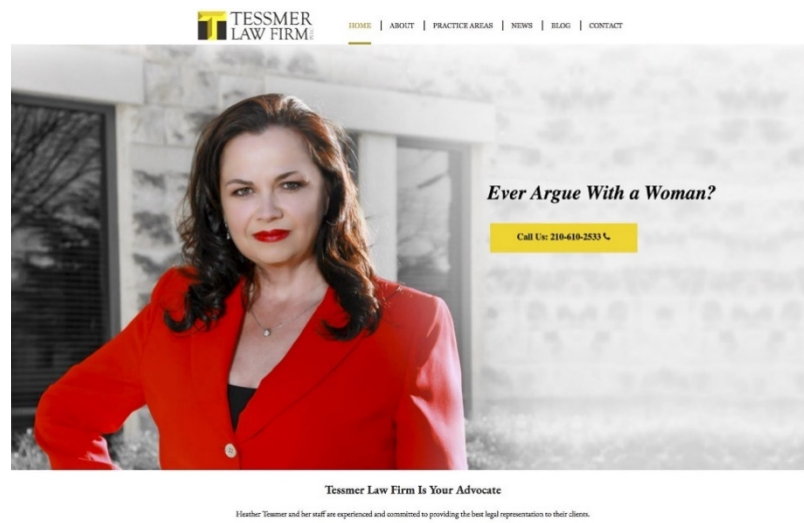 TESSMER
LAW FIRM
HOME | ABOUT | PRACTICE AREAS | NEWS | BLOG | CONTACT
Ever Argue With a Woman?
Call Us: 210-610-2533
Tessmer Law Firm Is Your Advocate
Heather Tessmer and her staff are experienced and committed to providing the best legal representation to their clients.